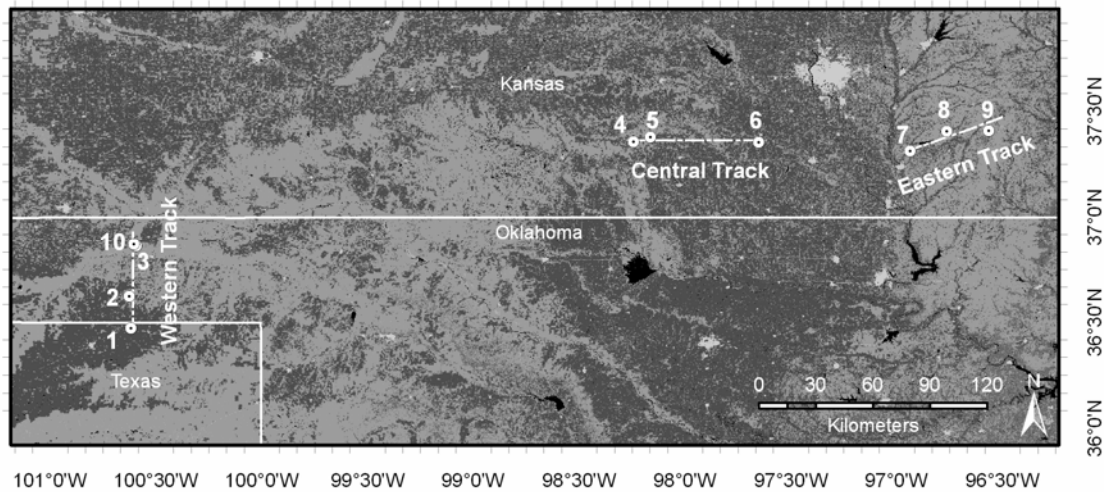 Kansas
4 5 6
Central Track
7 8 9
Eastern Track
Oklahoma
10 3
2
1
Western Track
Texas
0 30 60 90 120
Kilometers
N
37°30'N
37°0'N
36°30'N
36°0'N
101°0'W 100°30'W 100°0'W 99°30'W 99°0'W 98°30'W 98°0'W 97°30'W 97°0'W 96°30'W